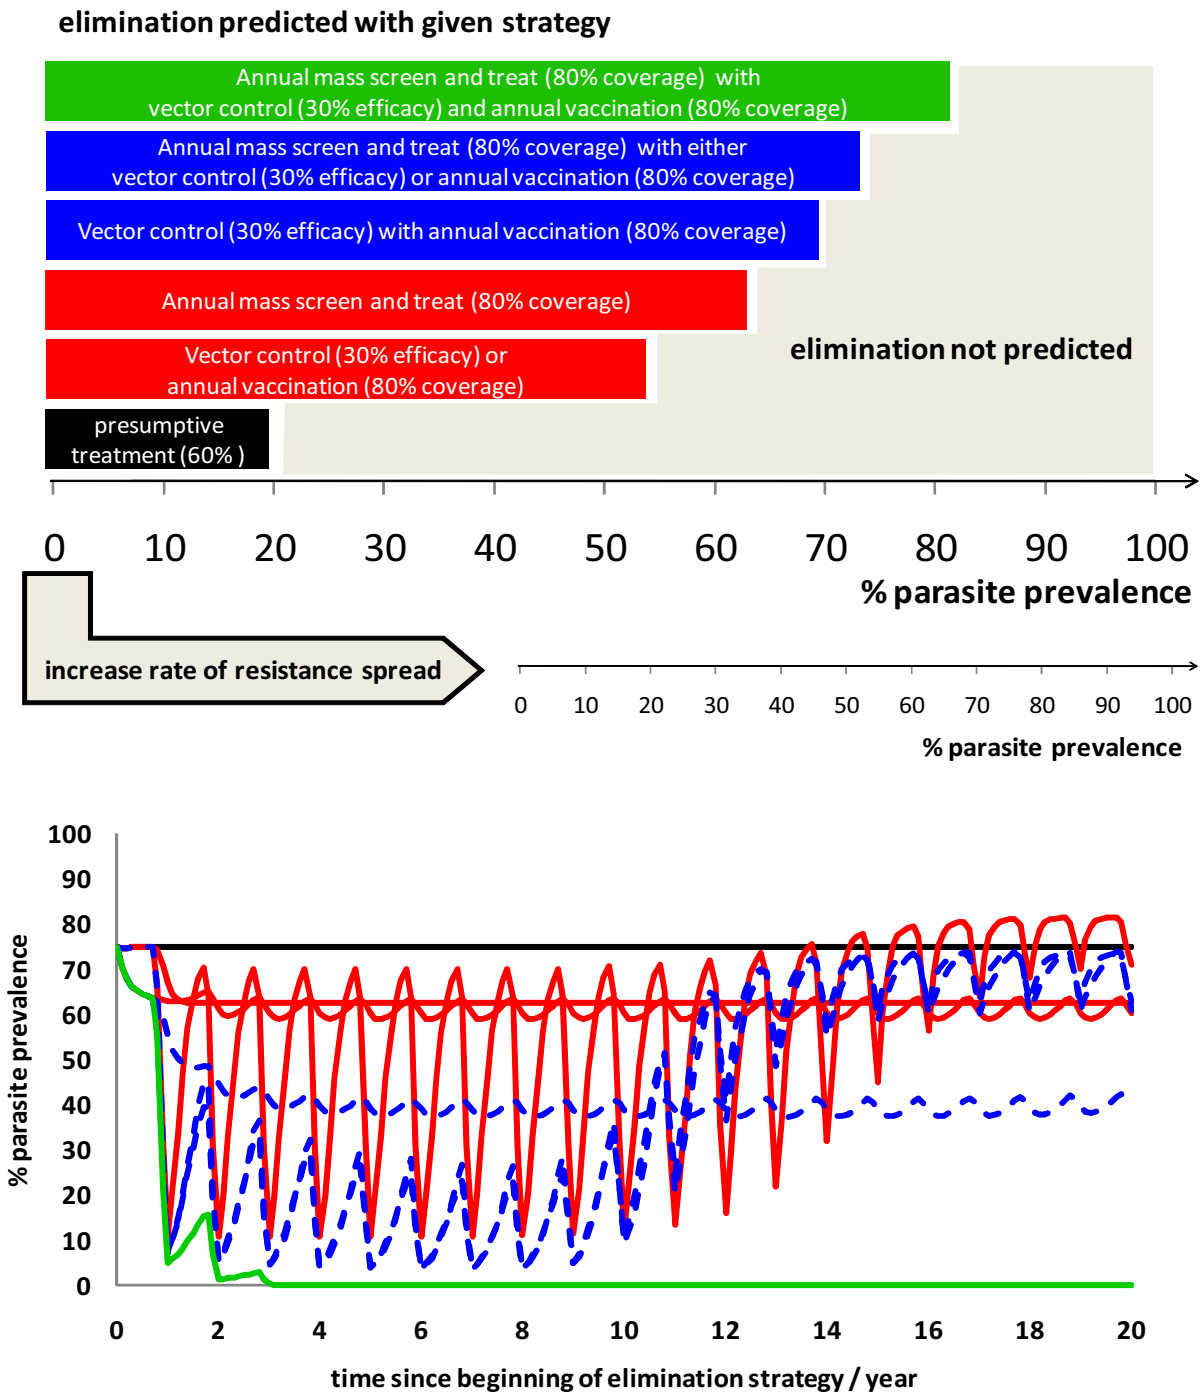 elimination predicted with given strategy
Annual mass screen and treat (80% coverage) with
vector control (30% efficacy) and annual vaccination (80% coverage)
Annual mass screen and treat (80% coverage) with either
vector control (30% efficacy) or annual vaccination (80% coverage)
Vector control (30% efficacy) with annual vaccination (80% coverage)
Annual mass screen and treat (80% coverage)
Vector control (30% efficacy) or
annual vaccination (80% coverage)
elimination not predicted
presumptive
treatment (60% )
0 10 20 30 40 50 60 70 80 90 100
% parasite prevalence
increase rate of resistance spread
0 10 20 30 40 50 60 70 80 90 100
% parasite prevalence
100
90
80
70
60
50
40
30
20
10
0
% parasite prevalence
0 2 4 6 8 10 12 14 16 18 20
time since beginning of elimination strategy / year